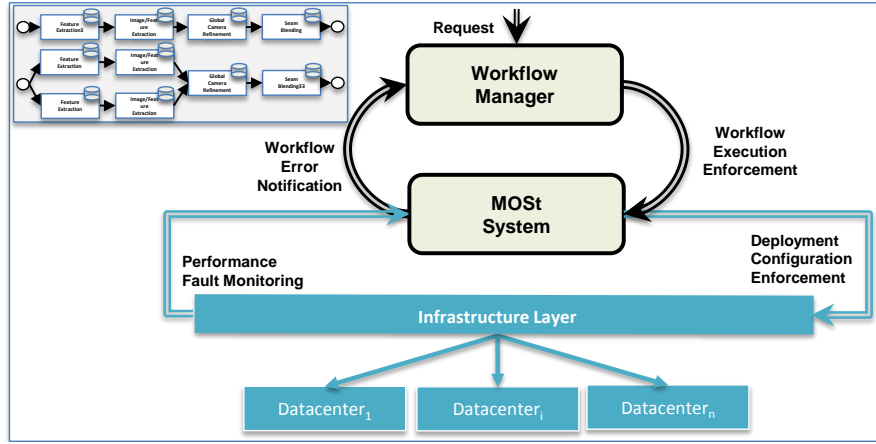 Feature
Extraction3
Image/Feat
ure
Extraction
Global
Camera
Refinement
Seam
Blending
Feature
Extraction
Image/Feat
ure
Extraction
Global
Camera
Refinement
Seam
Blending33
Feature
Extraction
Image/Feat
ure
Extraction
Request
Workflow
Manager
Workflow
Error
Notification
Workflow
Execution
Enforcement
MOSt
System
Performance
Fault Monitoring
Deployment
Configuration
Enforcement
Infrastructure Layer
Datacenter₁
Datacenterᵢ
Datacenterₙ